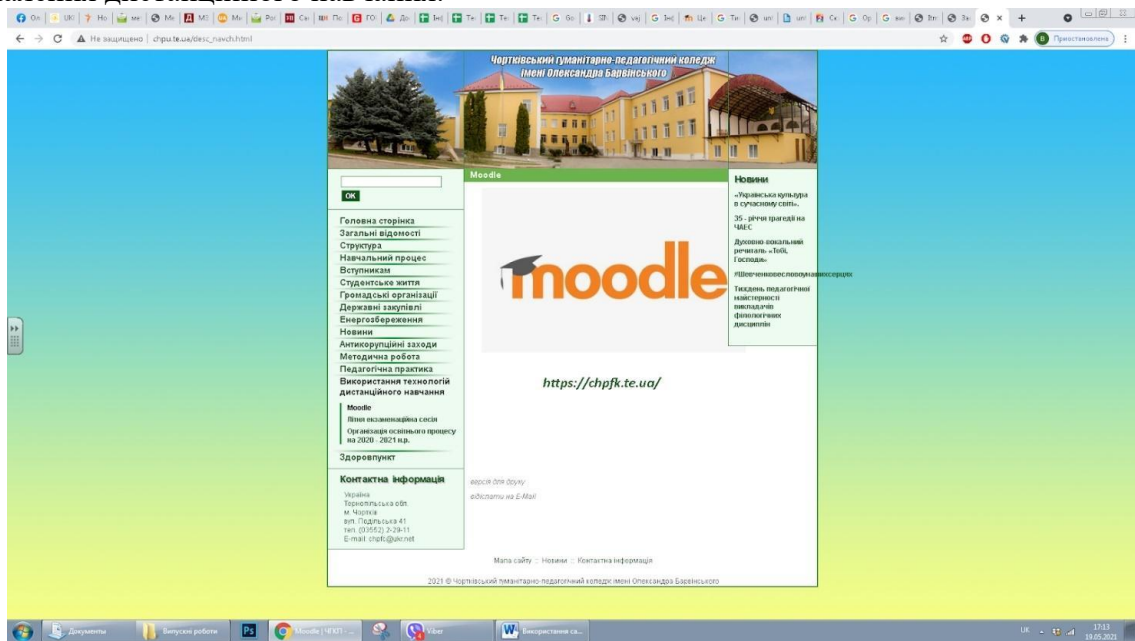 Не защищено | chpu.te.ua/desc_navch.html
Приостановлена
Чортківський гуманітарно-педагогічний коледж
імені Олександра Барвінського
OK
Головна сторінка
Загальні відомості
Структура
Навчальний процес
Вступникам
Студентське життя
Громадські організації
Державні закупівлі
Енергозбереження
Новини
Антикорупційні заходи
Методична робота
Педагогічна практика
Використання технологій
дистанційного навчання
Moodle
Літня екзаменаційна сесія
Організація освітнього процесу
на 2020 - 2021 н.р.
Здоровпункт
Контактна інформація
Україна
Тернопільська обл.
м. Чортків
вул. Подільська 41
тел. (03552) 2-29-11
E-mail: chpfc@ukr.net
Moodle
moodle
https://chpfk.te.ua/
версія для друку
відіслати на E-Mail
Новини
«Українська культура
в сучасному світі».
35 - річчя трагедії на
ЧАЕС
Духовно-вокальний
речиталь «Тобі,
Господи»
Тиждень педагогічної
майстерності
викладачів
філологічних
дисциплін
Мапа сайту :: Новини :: Контактна інформація
2021 © Чортківський гуманітарно-педагогічний коледж імені Олександра Барвінського
Документы
Випускні роботи
Ps
Moodle | ЧГКП - ...
Viber
Використання са...
UK
17:13
19.05.2021